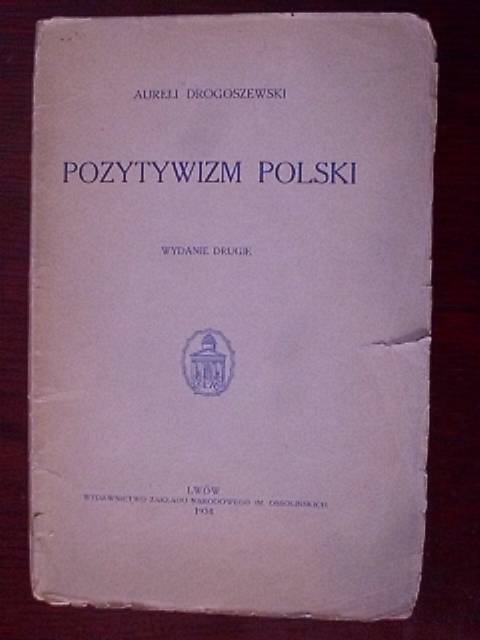 AURELI DROGOSZEWSKI
POZYTYWIZM POLSKI
WYDANIE DRUGIE
LWÓW
WYDAWNICTWO ZAKŁADU NARODOWEGO IM. OSSOLIŃSKICH
1934